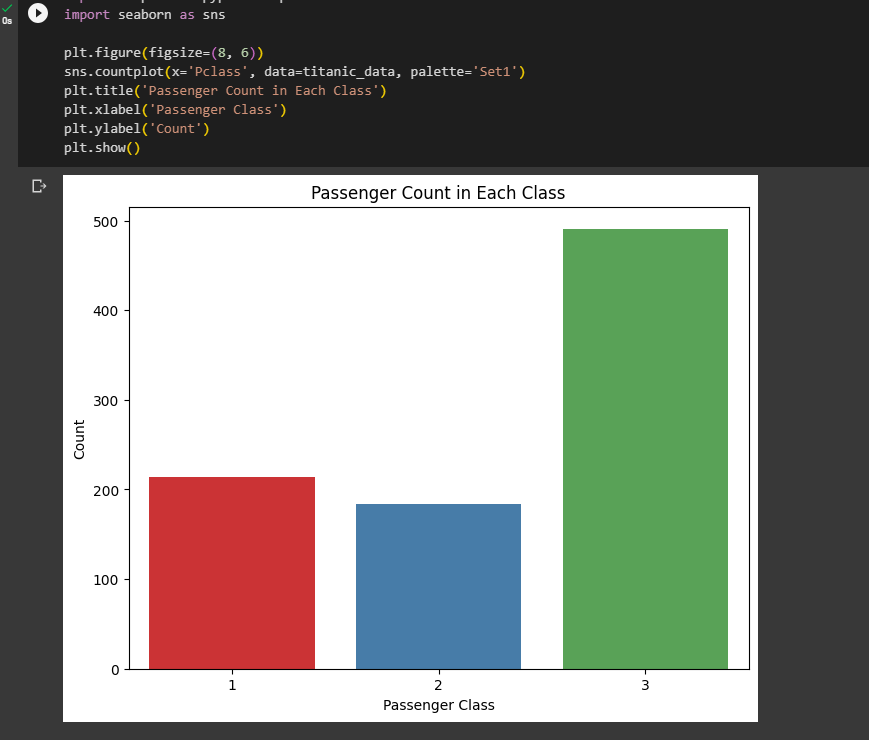 import seaborn as sns
0s
plt.figure(figsize=(8, 6))
sns.countplot(x='Pclass', data=titanic_data, palette='Set1')
plt.title('Passenger Count in Each Class')
plt.xlabel('Passenger Class')
plt.ylabel('Count')
plt.show()
Passenger Count in Each Class
500
400
300
200
100
0
Count
1 2 3
Passenger Class